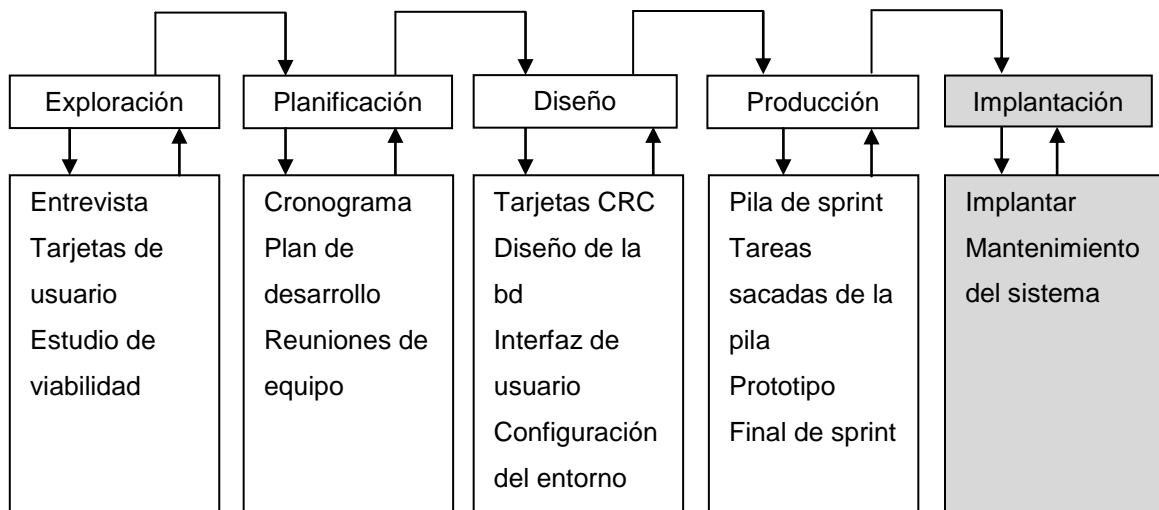 Exploración
Planificación
Diseño
Producción
Implantación
Entrevista
Tarjetas de
usuario
Estudio de
viabilidad
Cronograma
Plan de
desarrollo
Reuniones de
equipo
Tarjetas CRC
Diseño de la
bd
Interfaz de
usuario
Configuración
del entorno
Pila de sprint
Tareas
sacadas de la
pila
Prototipo
Final de sprint
Implantar
Mantenimiento
del sistema